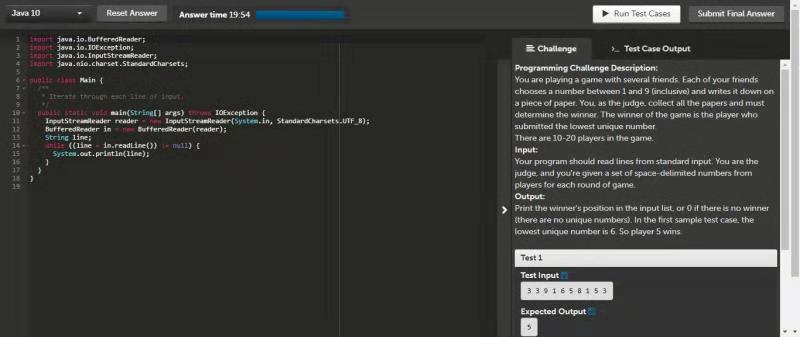 Java 10
Reset Answer
Answer time 19:54
Run Test Cases
Submit Final Answer
1 import java.io.BufferedReader;
2 import java.io.IOException;
3 import java.io.InputStreamReader;
4 import java.nio.charset.StandardCharsets;
5
6 public class Main {
7 /**
8 * Iterate through each line of input.
9 */
10 public static void main(String[] args) throws IOException {
11 InputStreamReader reader = new InputStreamReader(System.in, StandardCharsets.UTF_8);
12 BufferedReader in = new BufferedReader(reader);
13 String line;
14 while ((line = in.readLine()) != null) {
15 System.out.println(line);
16 }
17 }
18 }
19
Challenge
>_ Test Case Output
Programming Challenge Description:
You are playing a game with several friends. Each of your friends
chooses a number between 1 and 9 (inclusive) and writes it down on
a piece of paper. You, as the judge, collect all the papers and must
determine the winner. The winner of the game is the player who
submitted the lowest unique number.
There are 10-20 players in the game.
Input:
Your program should read lines from standard input. You are the
judge, and you're given a set of space-delimited numbers from
players for each round of game.
Output:
Print the winner's position in the input list, or 0 if there is no winner
(there are no unique numbers). In the first sample test case, the
lowest unique number is 6. So player 5 wins.
Test 1
Test Input
3 3 9 1 6 5 8 1 5 3
Expected Output
5